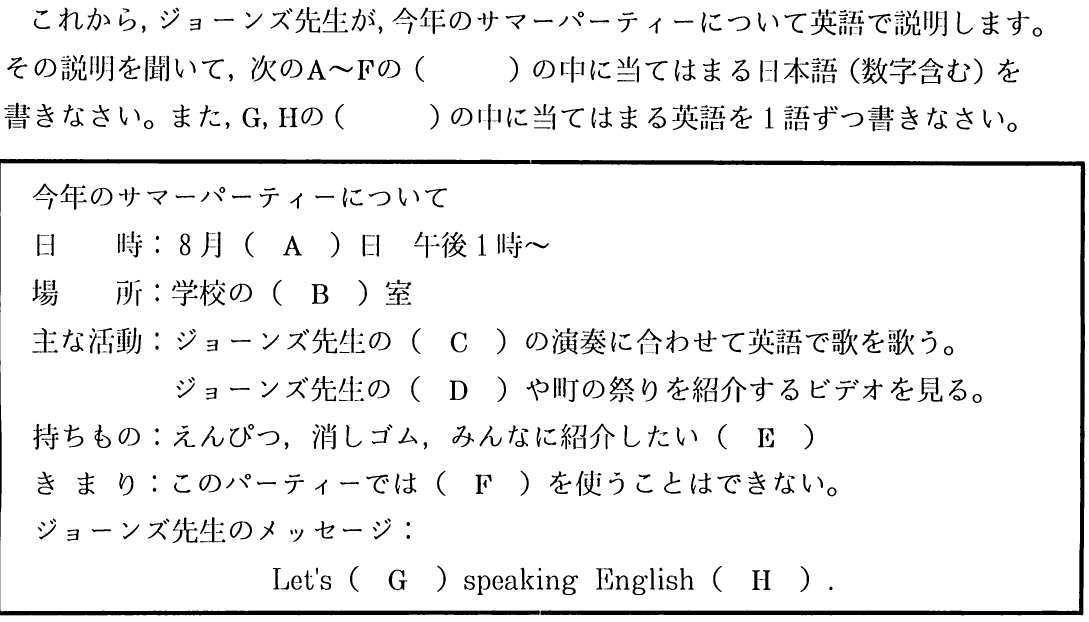 これから, ジョーンズ先生が, 今年のサマーパーティーについて英語で説明します。
その説明を聞いて, 次のA～Fの（　　　）の中に当てはまる日本語（数字含む）を
書きなさい。また, G, Hの（　　　）の中に当てはまる英語を1語ずつ書きなさい。
今年のサマーパーティーについて
日　　時：8月（　A　）日　午後1時～
場　　所：学校の（　B　）室
主な活動：ジョーンズ先生の（　C　）の演奏に合わせて英語で歌を歌う。
ジョーンズ先生の（　D　）や町の祭りを紹介するビデオを見る。
持ちもの：えんぴつ, 消しゴム, みんなに紹介したい（　E　）
き ま り：このパーティーでは（　F　）を使うことはできない。
ジョーンズ先生のメッセージ：
Let's（　G　）speaking English（　H　）.